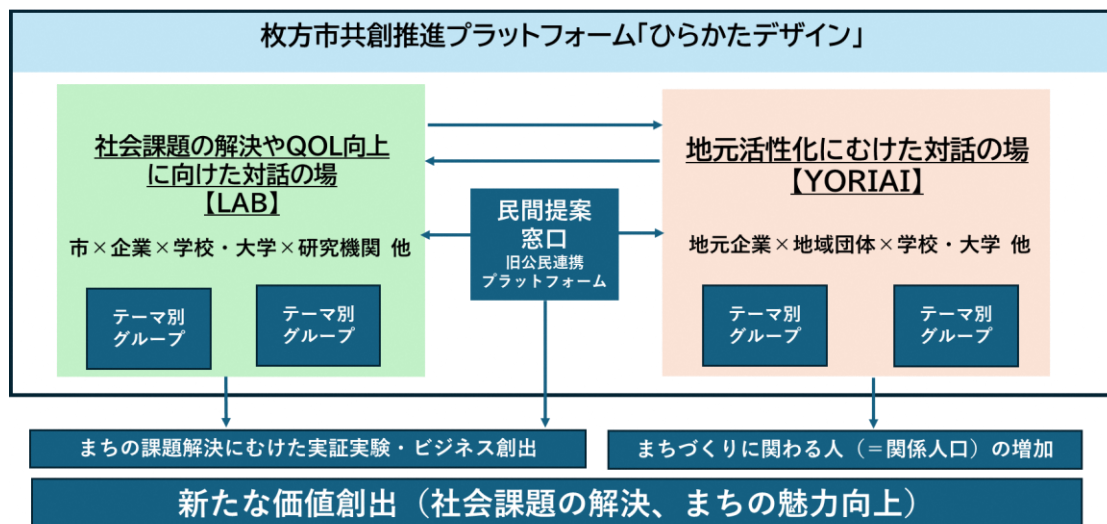 枚方市共創推進プラットフォーム「ひらかたデザイン」
社会課題の解決やQOL向上
に向けた対話の場
【LAB】
市×企業×学校・大学×研究機関 他
テーマ別
グループ
テーマ別
グループ
民間提案
窓口
旧公民連携
プラットフォーム
地元活性化にむけた対話の場
【YORIAI】
地元企業×地域団体×学校・大学 他
テーマ別
グループ
テーマ別
グループ
まちの課題解決にむけた実証実験・ビジネス創出
まちづくりに関わる人（＝関係人口）の増加
新たな価値創出（社会課題の解決、まちの魅力向上）